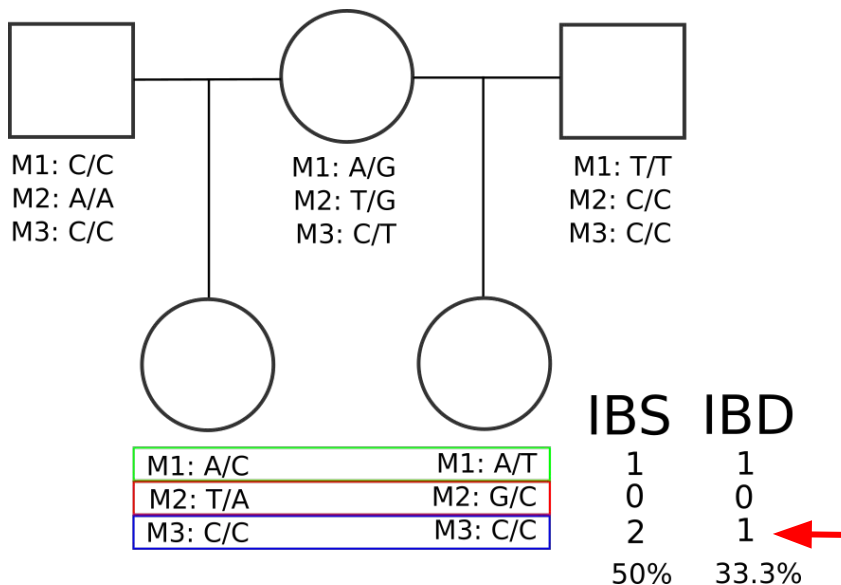 M1: C/C
M2: A/A
M3: C/C
M1: A/G
M2: T/G
M3: C/T
M1: T/T
M2: C/C
M3: C/C
IBS IBD
M1: A/C M1: A/T 1 1
M2: T/A M2: G/C 0 0
M3: C/C M3: C/C 2 1
50% 33.3%